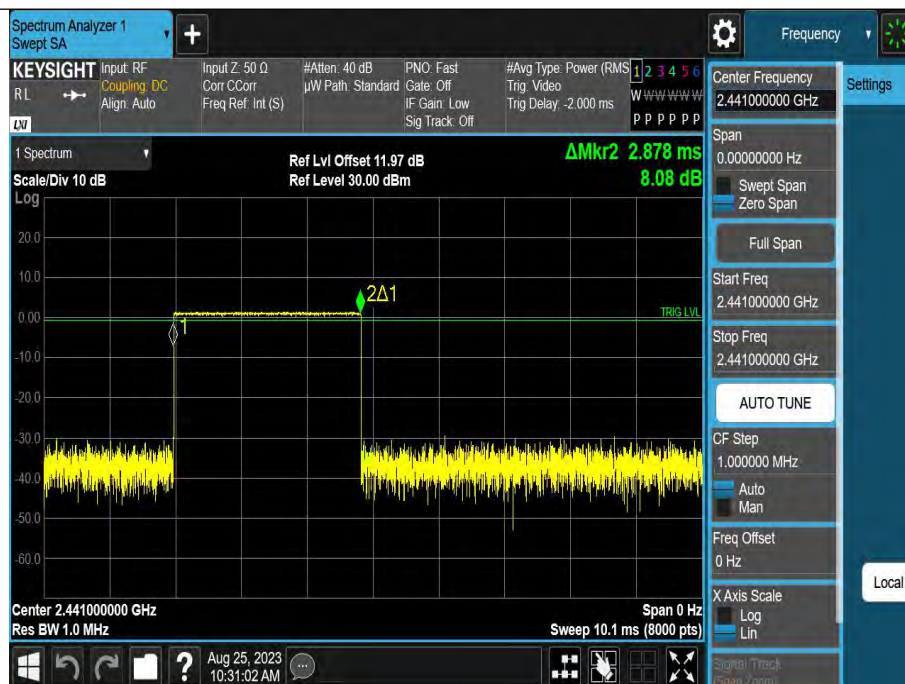 Spectrum Analyzer 1
Swept SA
+
Frequency
KEYSIGHT
RL
LXI
Input: RF
Coupling: DC
Align: Auto
Input Z: 50 Ω
Corr CCorr
Freq Ref: Int (S)
#Atten: 40 dB
µW Path: Standard
PNO: Fast
Gate: Off
IF Gain: Low
Sig Track: Off
#Avg Type: Power (RMS
Trig: Video
Trig Delay: -2.000 ms
1 2 3 4 5 6
W W W W W W
P P P P P P
1 Spectrum
Scale/Div 10 dB
Log
Ref Lvl Offset 11.97 dB
Ref Level 30.00 dBm
ΔMkr2 2.878 ms
8.08 dB
20.0
10.0
0.00
-10.0
-20.0
-30.0
-40.0
-50.0
-60.0
2Δ1
1
TRIG LVL
Center 2.441000000 GHz
Res BW 1.0 MHz
Span 0 Hz
Sweep 10.1 ms (8000 pts)
Aug 25, 2023
10:31:02 AM
?
Center Frequency
2.441000000 GHz
Settings
Span
0.00000000 Hz
Swept Span
Zero Span
Full Span
Start Freq
2.441000000 GHz
Stop Freq
2.441000000 GHz
AUTO TUNE
CF Step
1.000000 MHz
Auto
Man
Freq Offset
0 Hz
X Axis Scale
Log
Lin
Local
Signal Track
(Span Zoom)